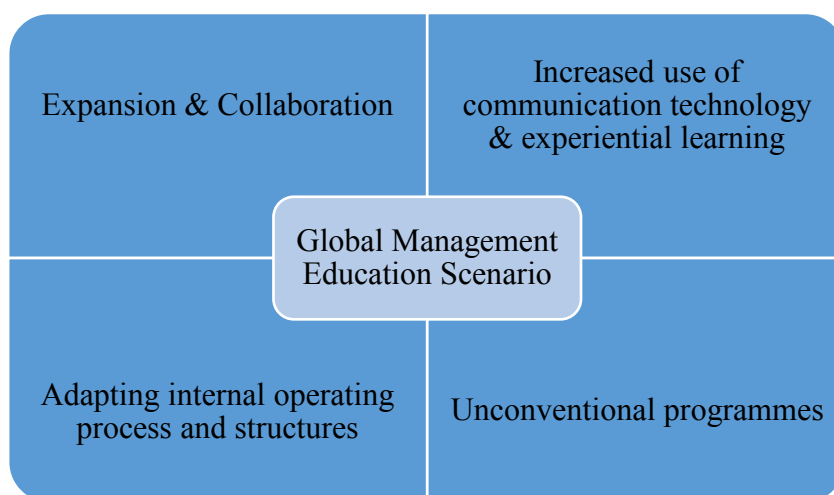 Expansion & Collaboration
Increased use of
communication technology
& experiential learning
Global Management
Education Scenario
Adapting internal operating
process and structures
Unconventional programmes